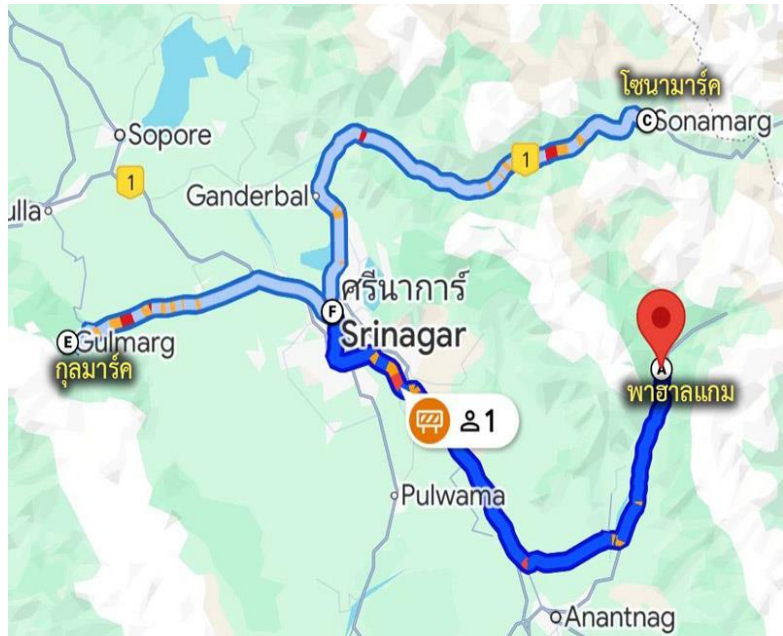 โซนามาร์ค
C
Sonamarg
Sopore
1
1
ulla
Ganderbal
ศรีนาการ์
F
Srinagar
E
Gulmarg
กุลมาร์ค
A
พาฮาลแกม
1
Pulwama
Anantnag